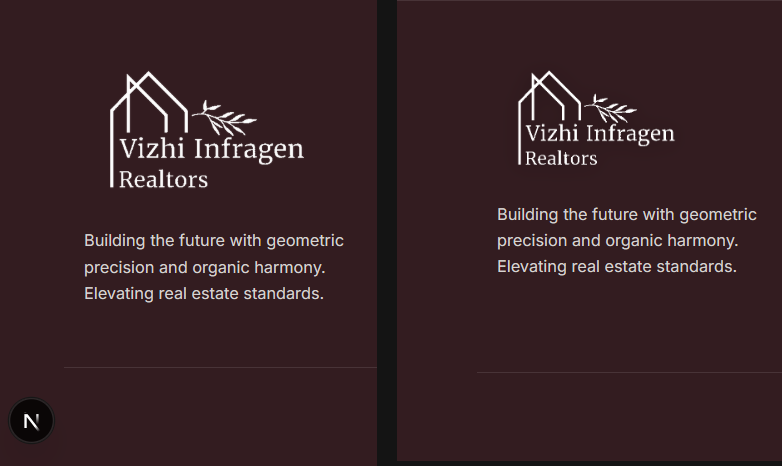 Vizhi Infragen
Realtors
Building the future with geometric
precision and organic harmony.
Elevating real estate standards.
N
Vizhi Infragen
Realtors
Building the future with geometric
precision and organic harmony.
Elevating real estate standards.